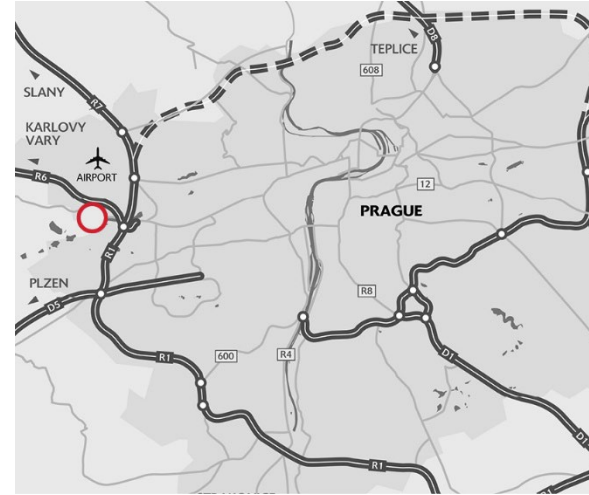 D8
TEPLICE
608
SLANY
R7
KARLOVY
VARY
AIRPORT
R6
12
PRAGUE
R1
PLZEN
D5
R8
R1
600
R4
D1
D1
R1